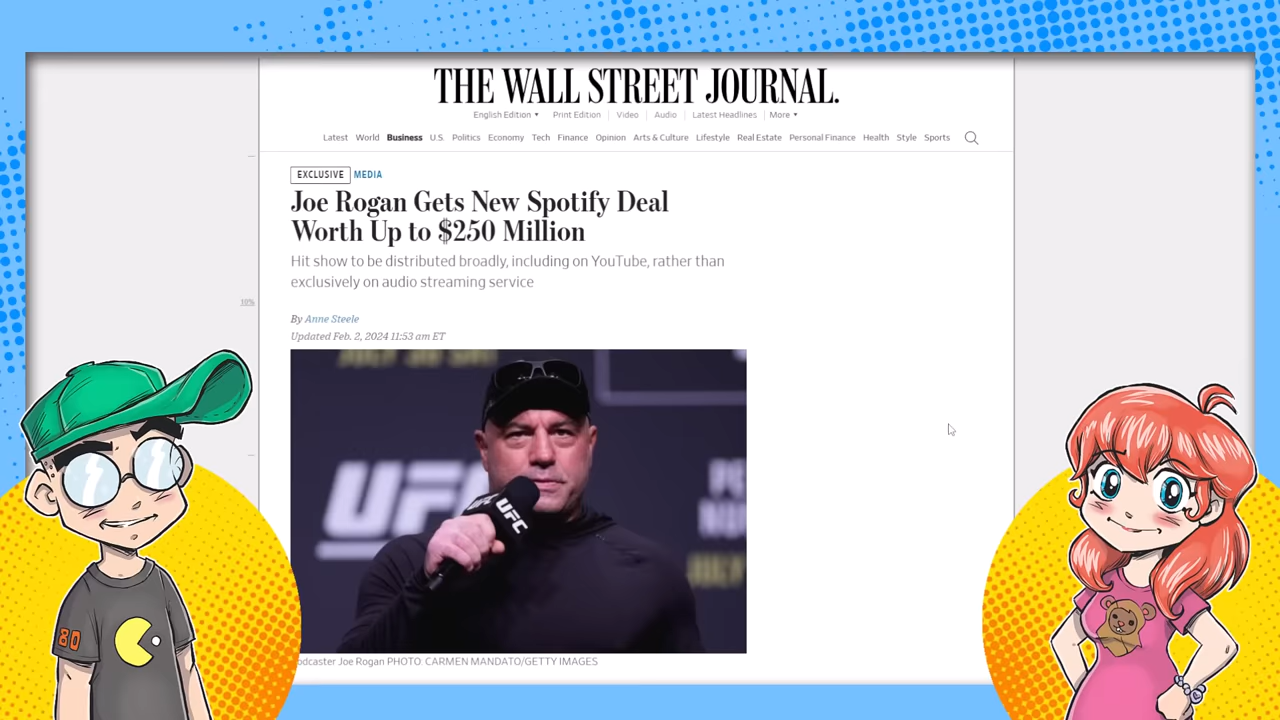 THE WALL STREET JOURNAL.
English Edition Print Edition Video Audio Latest Headlines More
Latest World Business U.S. Politics Economy Tech Finance Opinion Arts & Culture Lifestyle Real Estate Personal Finance Health Style Sports
EXCLUSIVE MEDIA
Joe Rogan Gets New Spotify Deal
Worth Up to $250 Million
Hit show to be distributed broadly, including on YouTube, rather than
exclusively on audio streaming service
10%
By Anne Steele
Updated Feb. 2, 2024 11:53 am ET
UFC
UFC
80
odcaster Joe Rogan PHOTO: CARMEN MANDATO/GETTY IMAGES